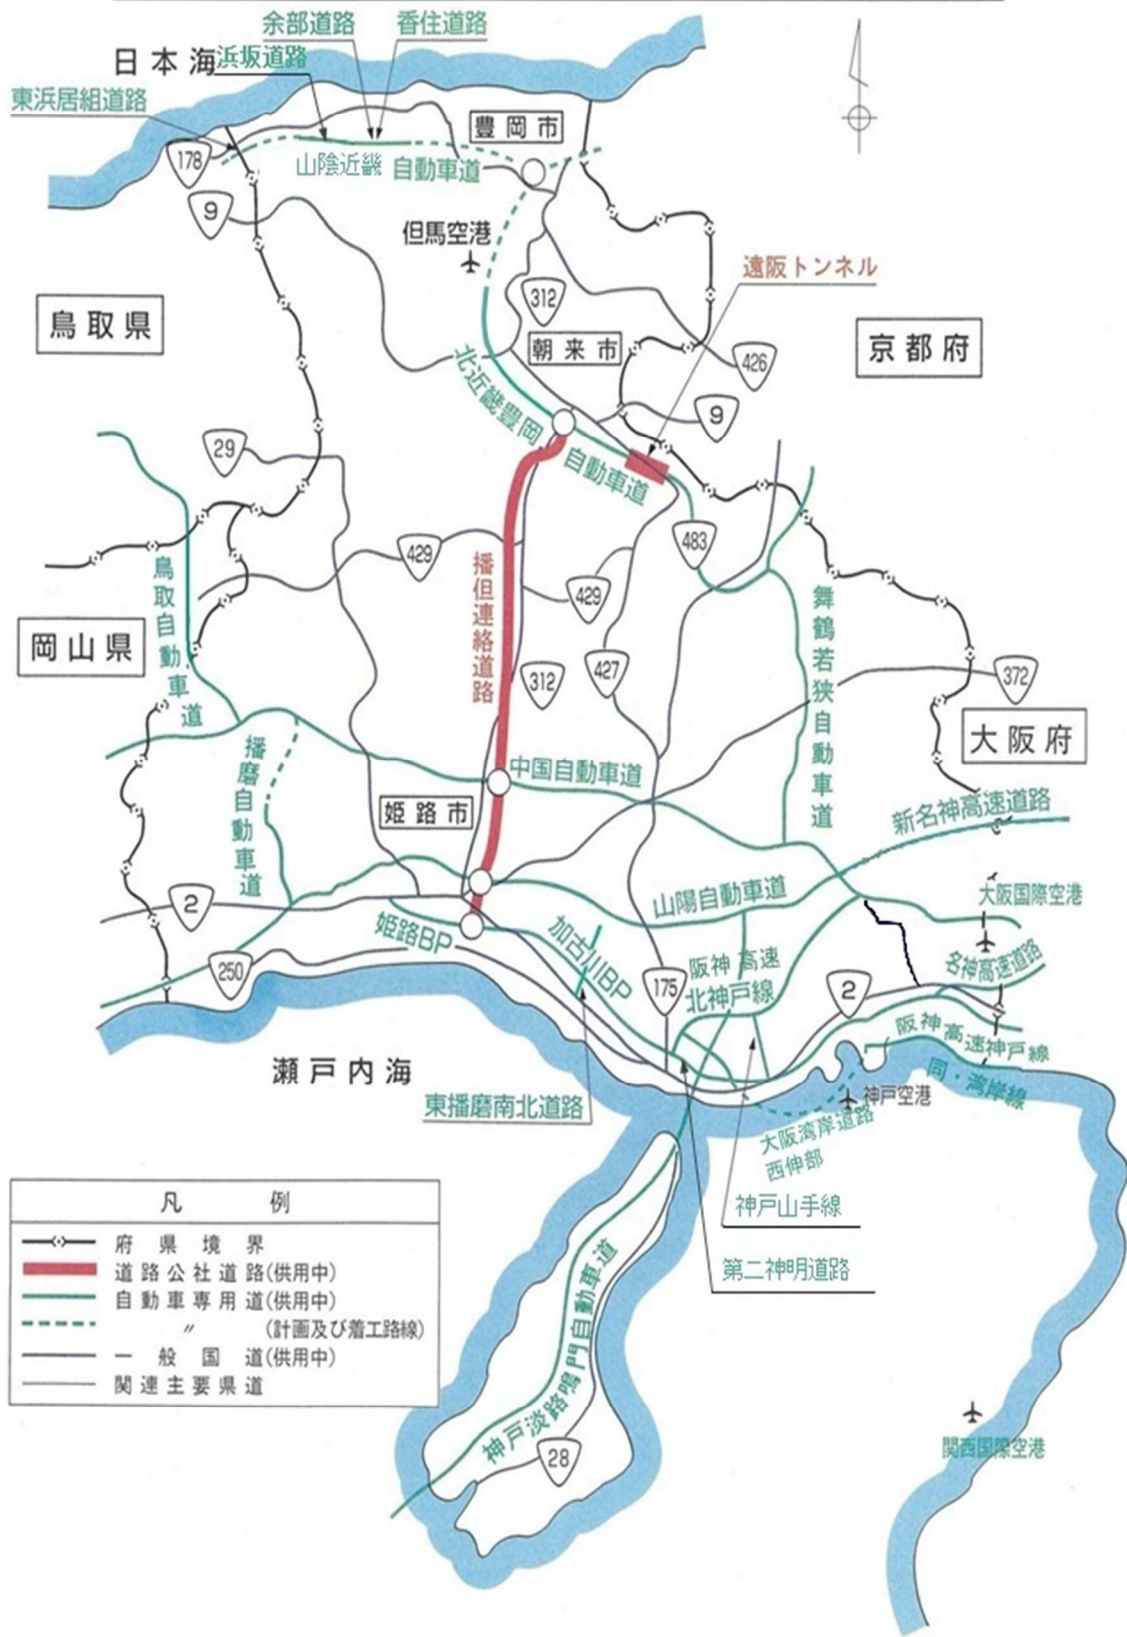 余部道路
香住道路
日本海
浜坂道路
東浜居組道路
豊岡市
178
山陰近畿
自動車道
9
但馬空港
遠阪トンネル
312
鳥取県
京都府
朝来市
426
北近畿豊岡
9
29
自動車道
483
429
播但連絡道路
429
鳥取自動車道
舞鶴若狭自動車道
岡山県
427
312
372
大阪府
中国自動車道
播磨自動車道
姫路市
新名神高速道路
山陽自動車道
大阪国際空港
2
姫路BP
加古川BP
名神高速道路
阪神高速
北神戸線
250
175
2
阪神高速神戸線
同・湾岸線
瀬戸内海
神戸空港
東播磨南北道路
大阪湾岸道路
西伸部
神戸山手線
第二神明道路
凡例
府県境界
道路公社道路(供用中)
自動車専用道(供用中)
〃 (計画及び着工路線)
一般国道(供用中)
関連主要県道
神戸淡路鳴門自動車道
28
関西国際空港